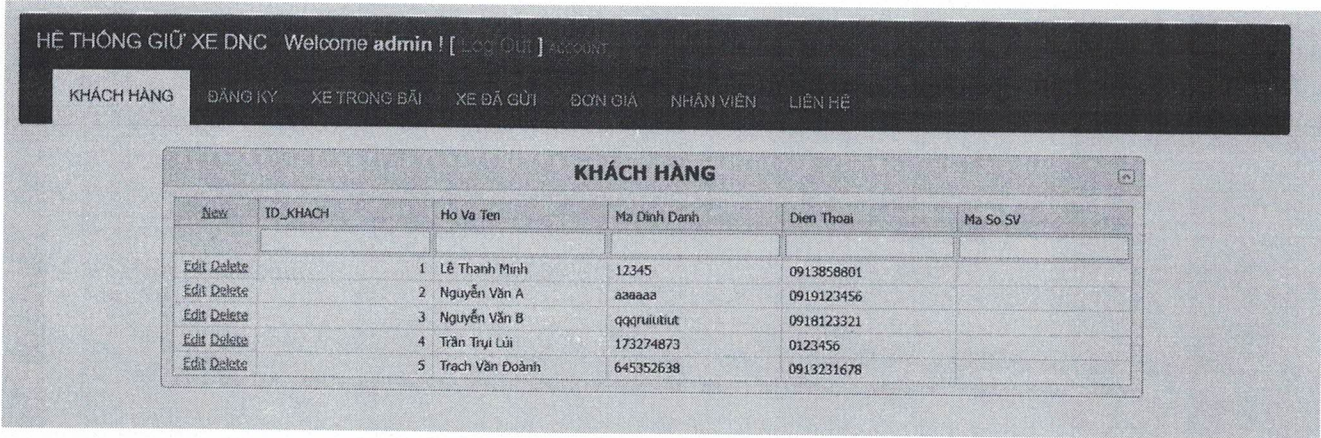 HỆ THỐNG GIỮ XE DNC Welcome admin ! [ Log Out ] ACCOUNT
KHÁCH HÀNG ĐĂNG KÝ XE TRONG BÃI XE ĐÃ GỬI ĐƠN GIÁ NHÂN VIÊN LIÊN HỆ
KHÁCH HÀNG
New ID_KHACH Ho Va Ten Ma Dinh Danh Dien Thoai Ma So SV
Edit Delete 1 Lê Thanh Minh 12345 0913858801
Edit Delete 2 Nguyễn Văn A aaaaaa 0919123456
Edit Delete 3 Nguyễn Văn B qqqruiutiut 0918123321
Edit Delete 4 Trần Trụi Lủi 173274873 0123456
Edit Delete 5 Trach Văn Đoành 645352638 0913231678